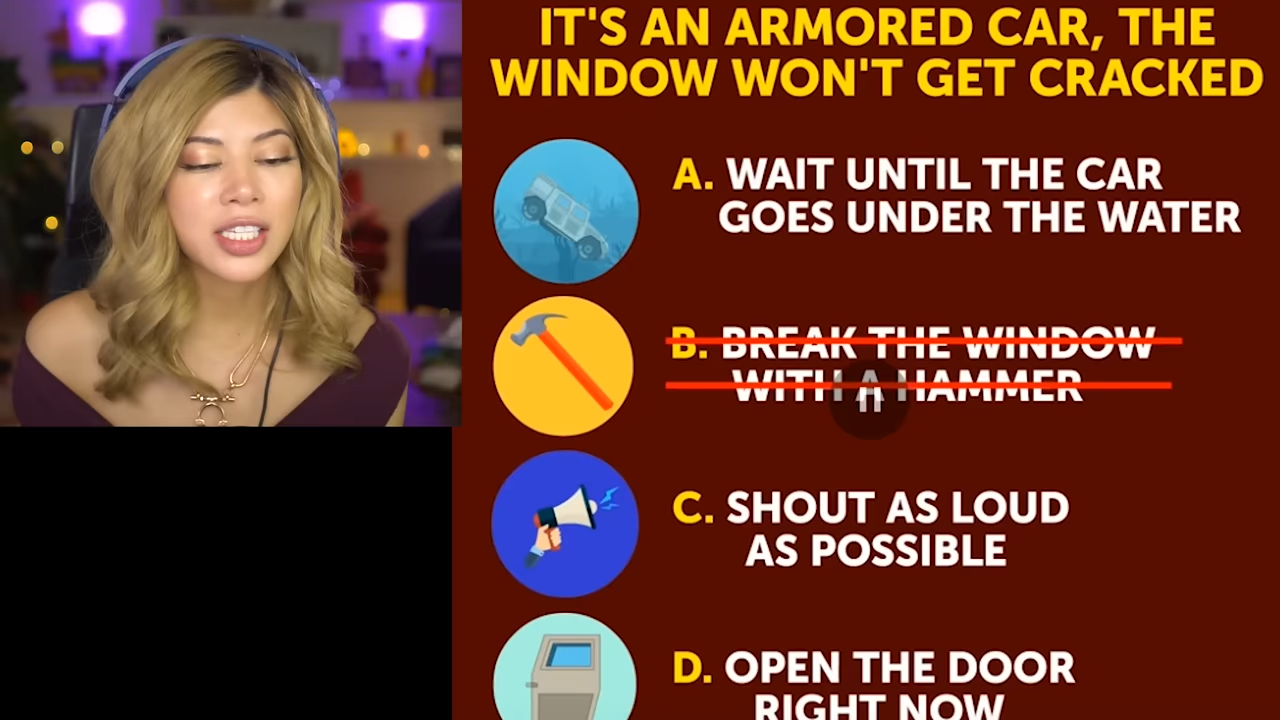 IT'S AN ARMORED CAR, THE
WINDOW WON'T GET CRACKED
A. WAIT UNTIL THE CAR
GOES UNDER THE WATER
B. BREAK THE WINDOW
WITH A HAMMER
C. SHOUT AS LOUD
AS POSSIBLE
D. OPEN THE DOOR
RIGHT NOW